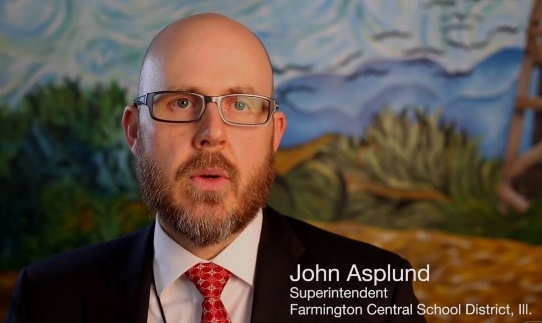 John Asplund
Superintendent
Farmington Central School District, Ill.